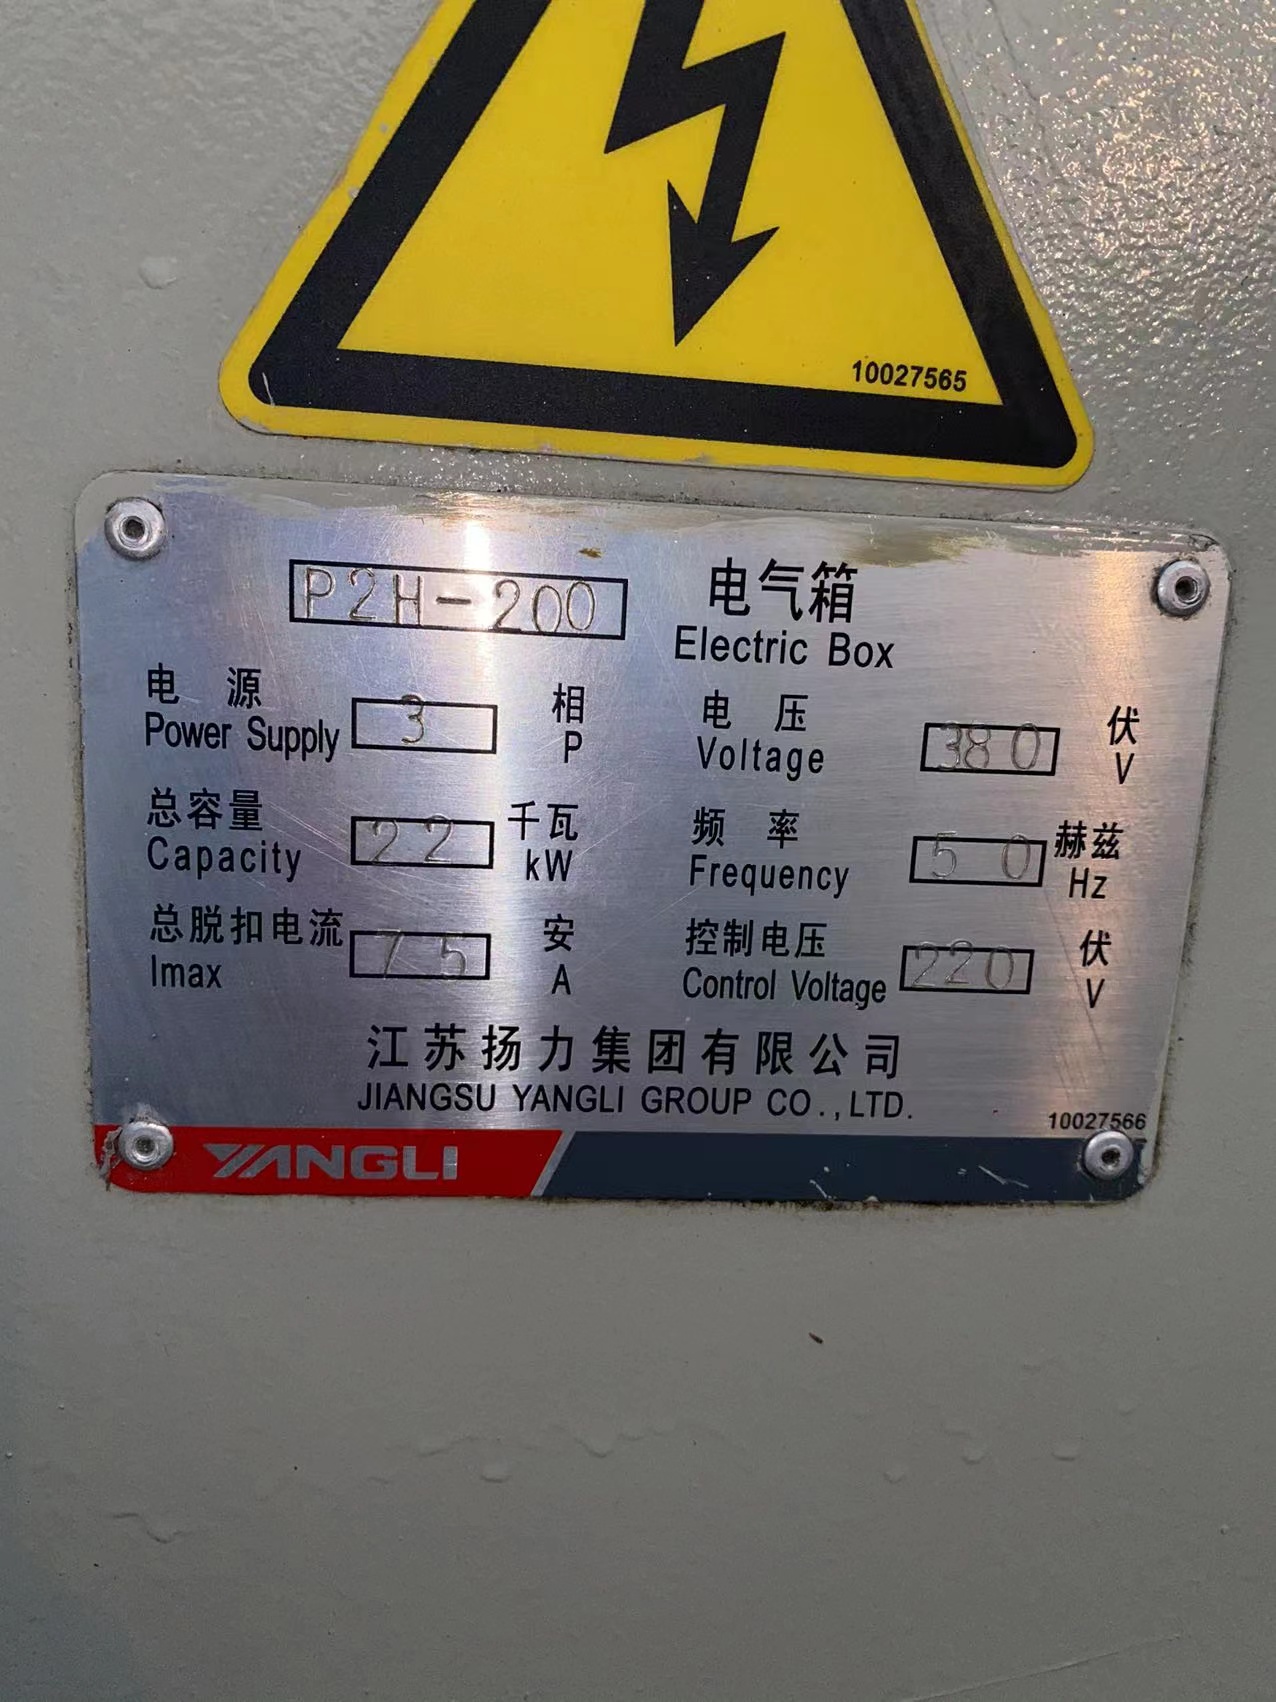 10027565
P2H-200 电气箱
Electric Box
电 源 3 相 电 压 380 伏
Power Supply P Voltage V
总容量 22 千瓦 频 率 50 赫兹
Capacity kW Frequency Hz
总脱扣电流 75 安 控制电压 220 伏
Imax A Control Voltage V
江苏扬力集团有限公司
JIANGSU YANGLI GROUP CO.,LTD.
10027566
YANGLI